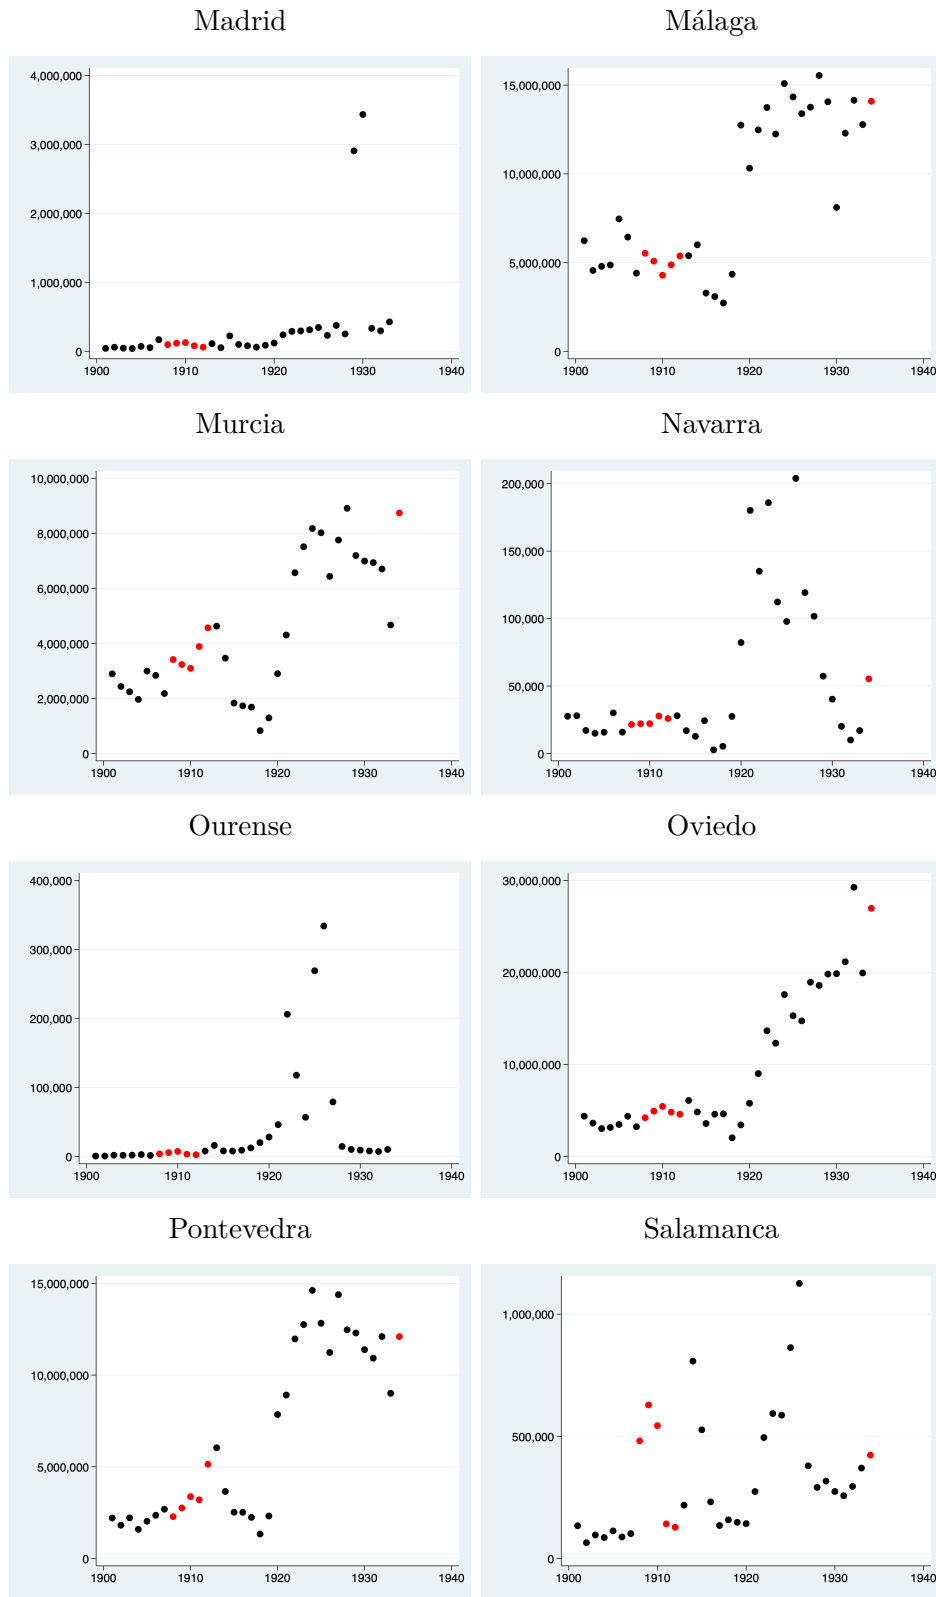 Madrid
4,000,000
3,000,000
2,000,000
1,000,000
0
1900 1910 1920 1930 1940
Málaga
15,000,000
10,000,000
5,000,000
0
1900 1910 1920 1930 1940
Murcia
10,000,000
8,000,000
6,000,000
4,000,000
2,000,000
0
1900 1910 1920 1930 1940
Navarra
200,000
150,000
100,000
50,000
0
1900 1910 1920 1930 1940
Ourense
400,000
300,000
200,000
100,000
0
1900 1910 1920 1930 1940
Oviedo
30,000,000
20,000,000
10,000,000
0
1900 1910 1920 1930 1940
Pontevedra
15,000,000
10,000,000
5,000,000
0
1900 1910 1920 1930 1940
Salamanca
1,000,000
500,000
0
1900 1910 1920 1930 1940